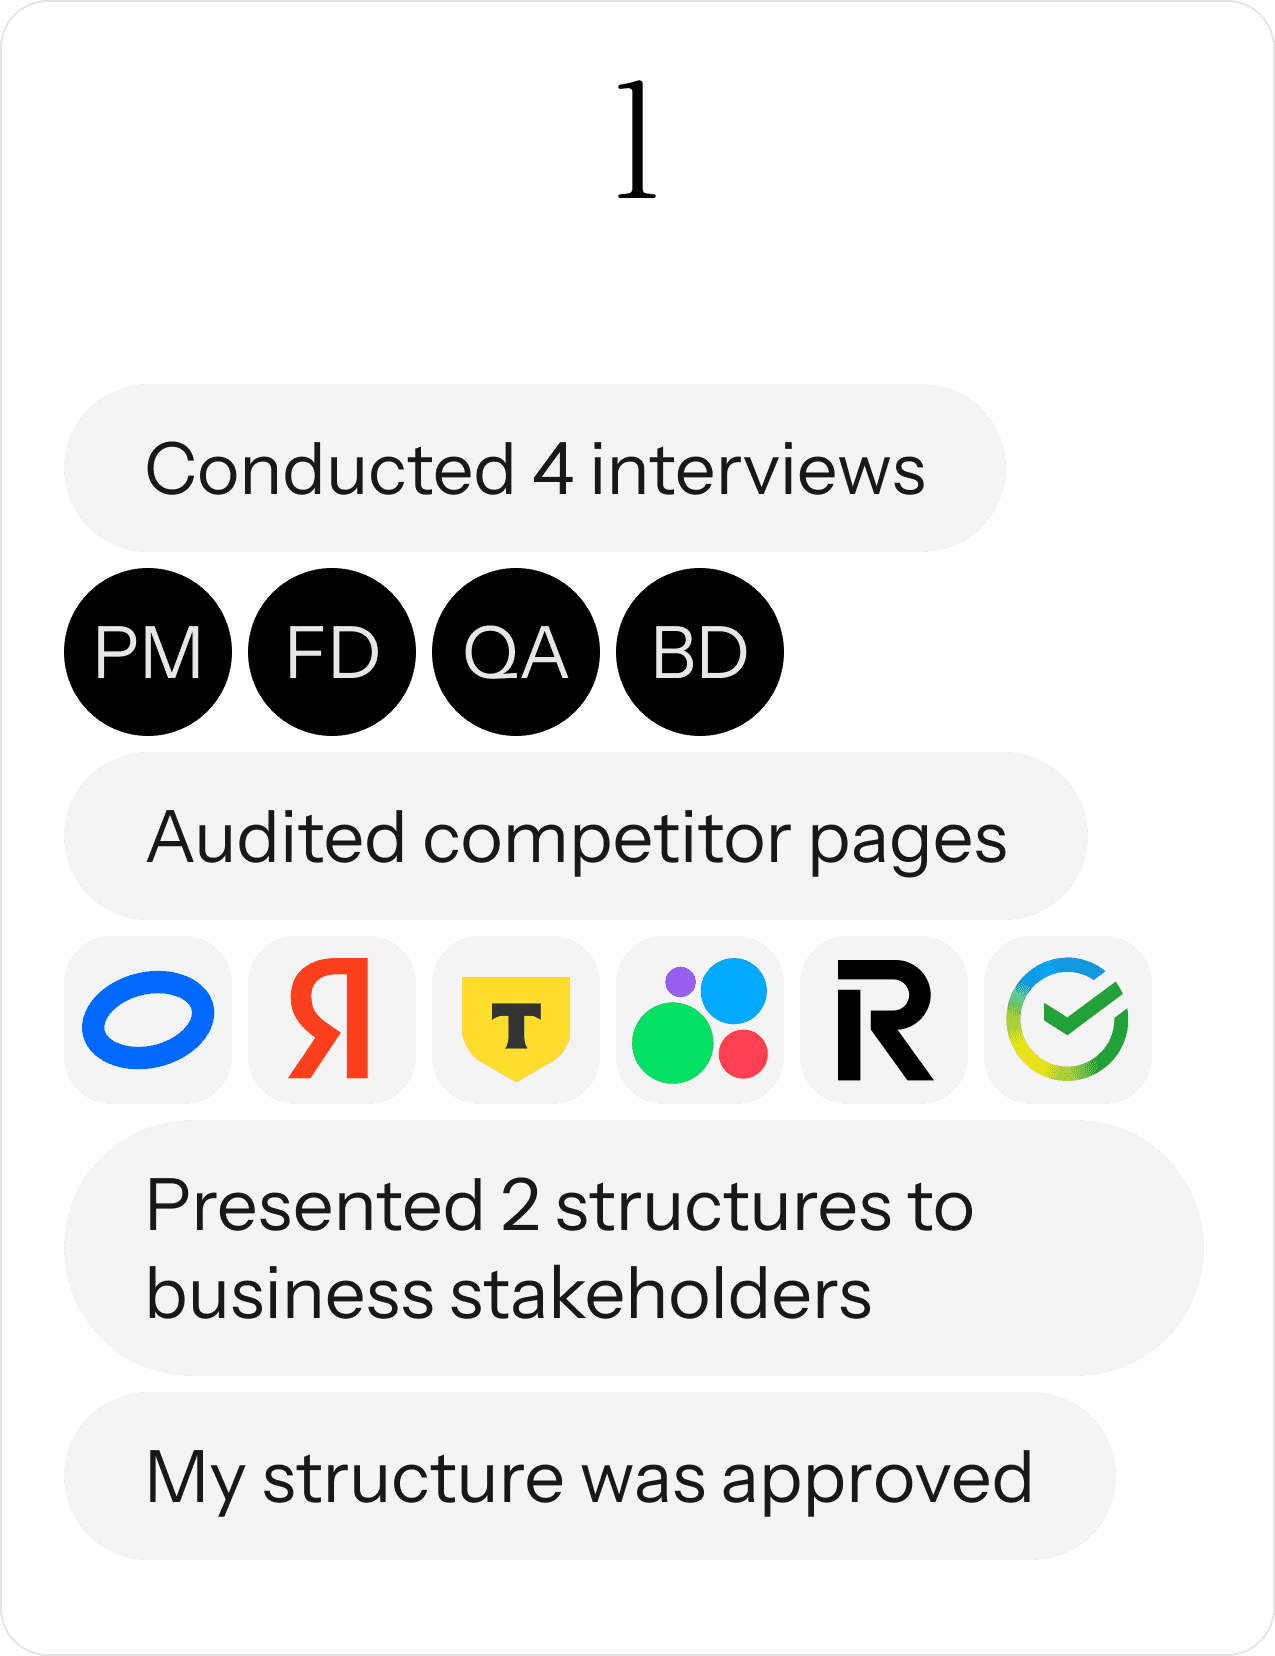 1
Conducted 4 interviews
PM FD QA BD
Audited competitor pages
Я T R
Presented 2 structures to
business stakeholders
My structure was approved